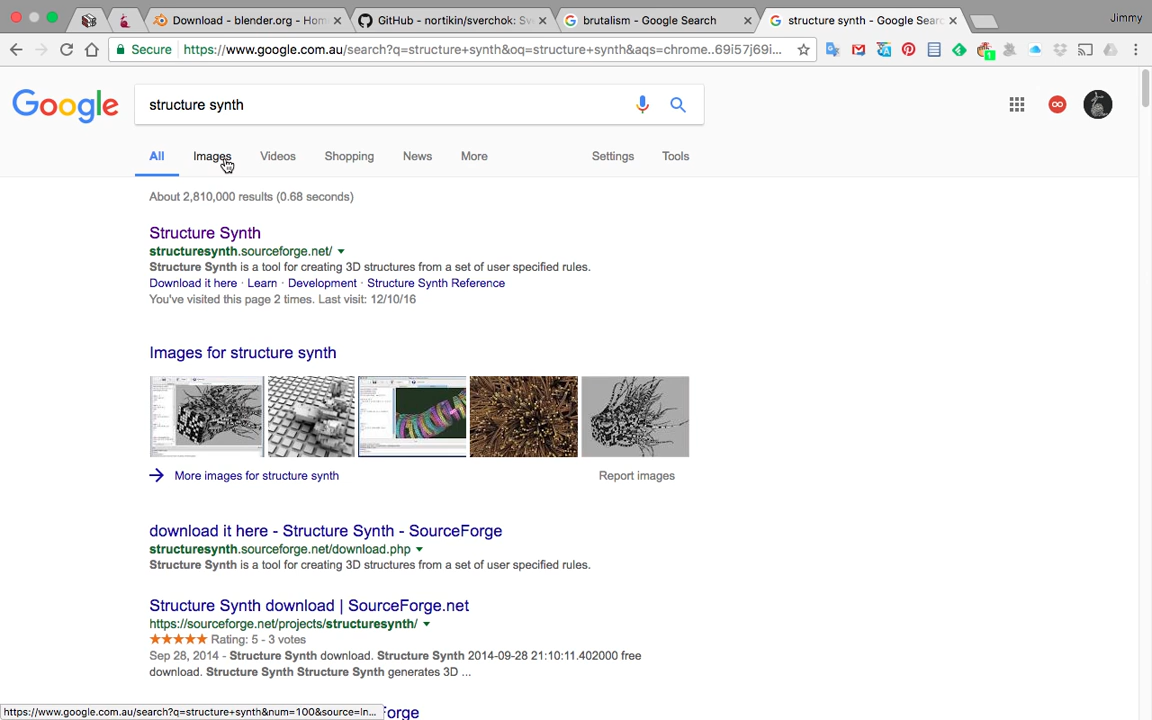 Download - blender.org - Hom
GitHub - nortikin/sverchok: Sv
brutalism - Google Search
structure synth - Google Searc
Jimmy
Secure
https://www.google.com.au/search?q=structure+synth&oq=structure+synth&aqs=chrome..69i57j69i...
1
Google
structure synth
All
Images
Videos
Shopping
News
More
Settings
Tools
About 2,810,000 results (0.68 seconds)
Structure Synth
structuresynth.sourceforge.net/
Structure Synth is a tool for creating 3D structures from a set of user specified rules.
Download it here · Learn · Development · Structure Synth Reference
You've visited this page 2 times. Last visit: 12/10/16
Images for structure synth
More images for structure synth
Report images
download it here - Structure Synth - SourceForge
structuresynth.sourceforge.net/download.php
Structure Synth is a tool for creating 3D structures from a set of user specified rules.
Structure Synth download | SourceForge.net
https://sourceforge.net/projects/structuresynth/
Rating: 5 - 3 votes
Sep 28, 2014 - Structure Synth download. Structure Synth 2014-09-28 21:10:11.402000 free
download. Structure Synth Structure Synth generates 3D ...
https://www.google.com.au/search?q=structure+synth&num=100&source=ln...
Forge